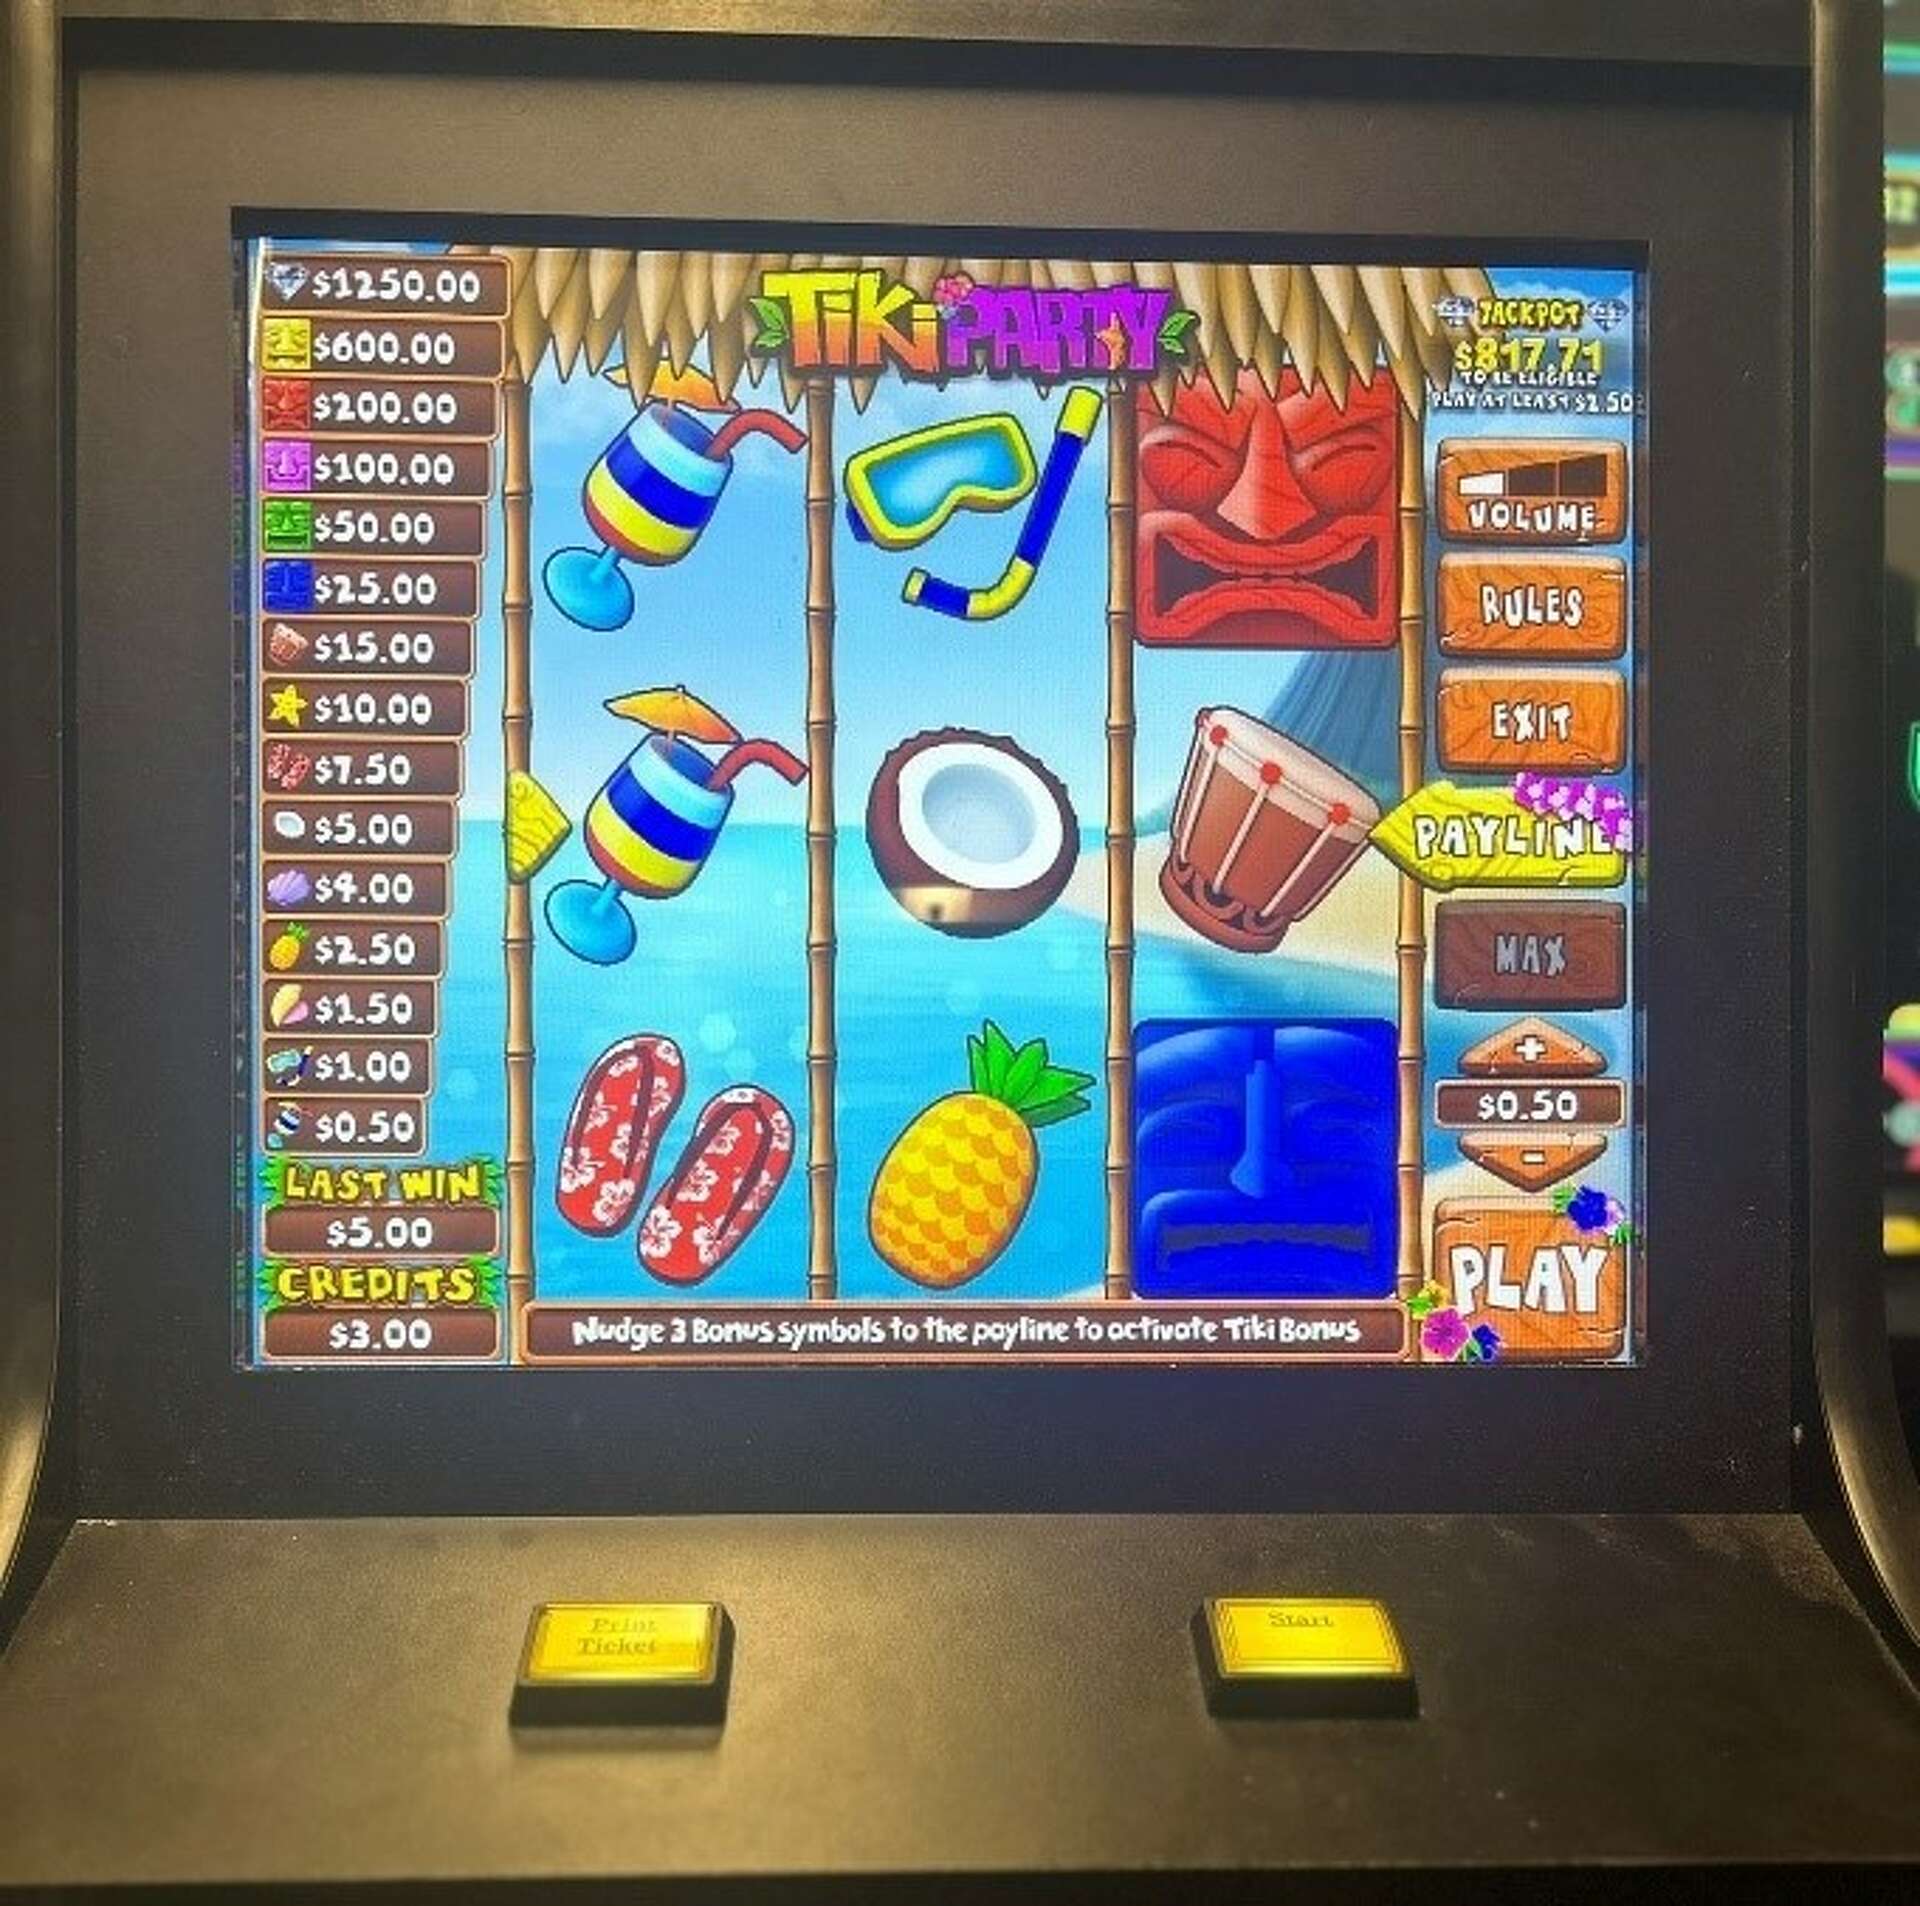 TIKI PARTY
$1250.00
$600.00
$200.00
$100.00
$50.00
$25.00
$15.00
$10.00
$7.50
$5.00
$4.00
$2.50
$1.50
$1.00
$0.50
LAST WIN
$5.00
CREDITS
$3.00
JACKPOT
$817.71
TO BE ELIGIBLE
PLAY AT LEAST $2.50
VOLUME
RULES
EXIT
PAYLINE
MAX
+
$0.50
-
PLAY
Nudge 3 Bonus symbols to the payline to activate Tiki Bonus
Print
Ticket
Start